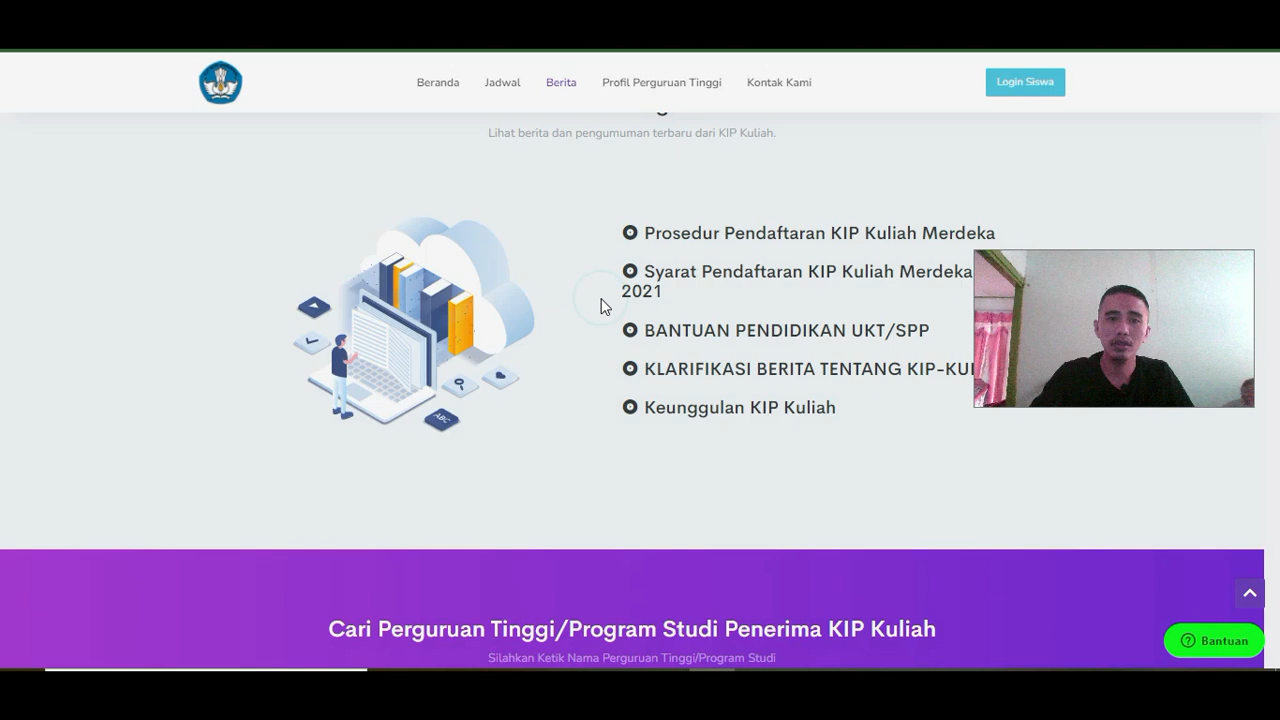 Beranda
Jadwal
Berita
Profil Perguruan Tinggi
Kontak Kami
Login Siswa
Lihat berita dan pengumuman terbaru dari KIP Kuliah.
Prosedur Pendaftaran KIP Kuliah Merdeka
Syarat Pendaftaran KIP Kuliah Merdeka
2021
BANTUAN PENDIDIKAN UKT/SPP
KLARIFIKASI BERITA TENTANG
Keunggulan KIP Kuliah
ABC
Cari Perguruan Tinggi/Program Studi Penerima KIP Kuliah
Silahkan Ketik Nama Perguruan Tinggi/Program Studi
Bantuan